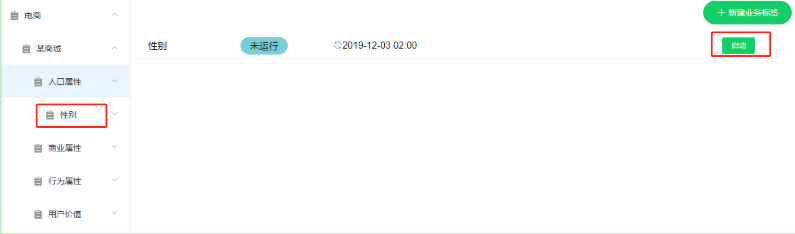 电商
某商城
人口属性
性别
商业属性
行为属性
用户价值
+ 新建业务标签
性别 未运行 2019-12-03 02:00 启动